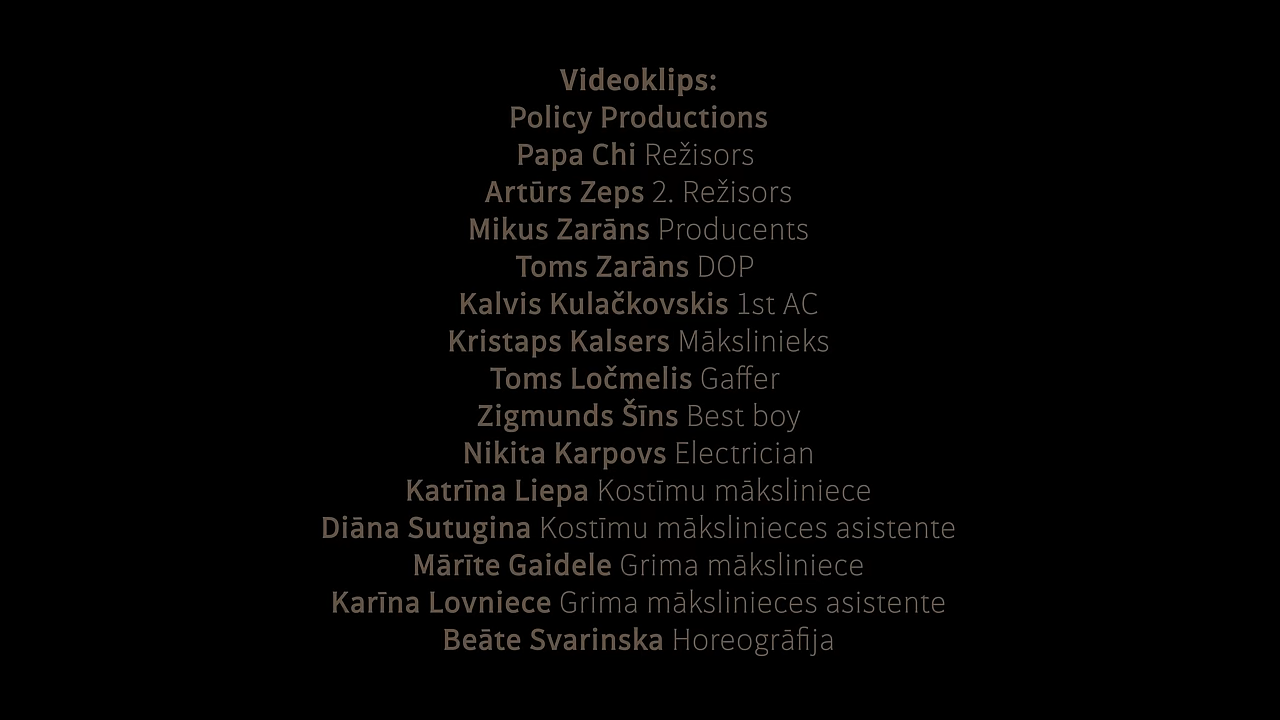 Videoklips:
Policy Productions
Papa Chi Režisors
Artūrs Zeps 2. Režisors
Mikus Zarāns Producents
Toms Zarāns DOP
Kalvis Kulačkovskis 1st AC
Kristaps Kalsers Mākslinieks
Toms Ločmelis Gaffer
Zigmunds Šīns Best boy
Nikita Karpovs Electrician
Katrīna Liepa Kostīmu māksliniece
Diāna Sutugina Kostīmu mākslinieces asistente
Mārīte Gaidele Grima māksliniece
Karīna Lovniece Grima mākslinieces asistente
Beāte Svarinska Horeogrāfija